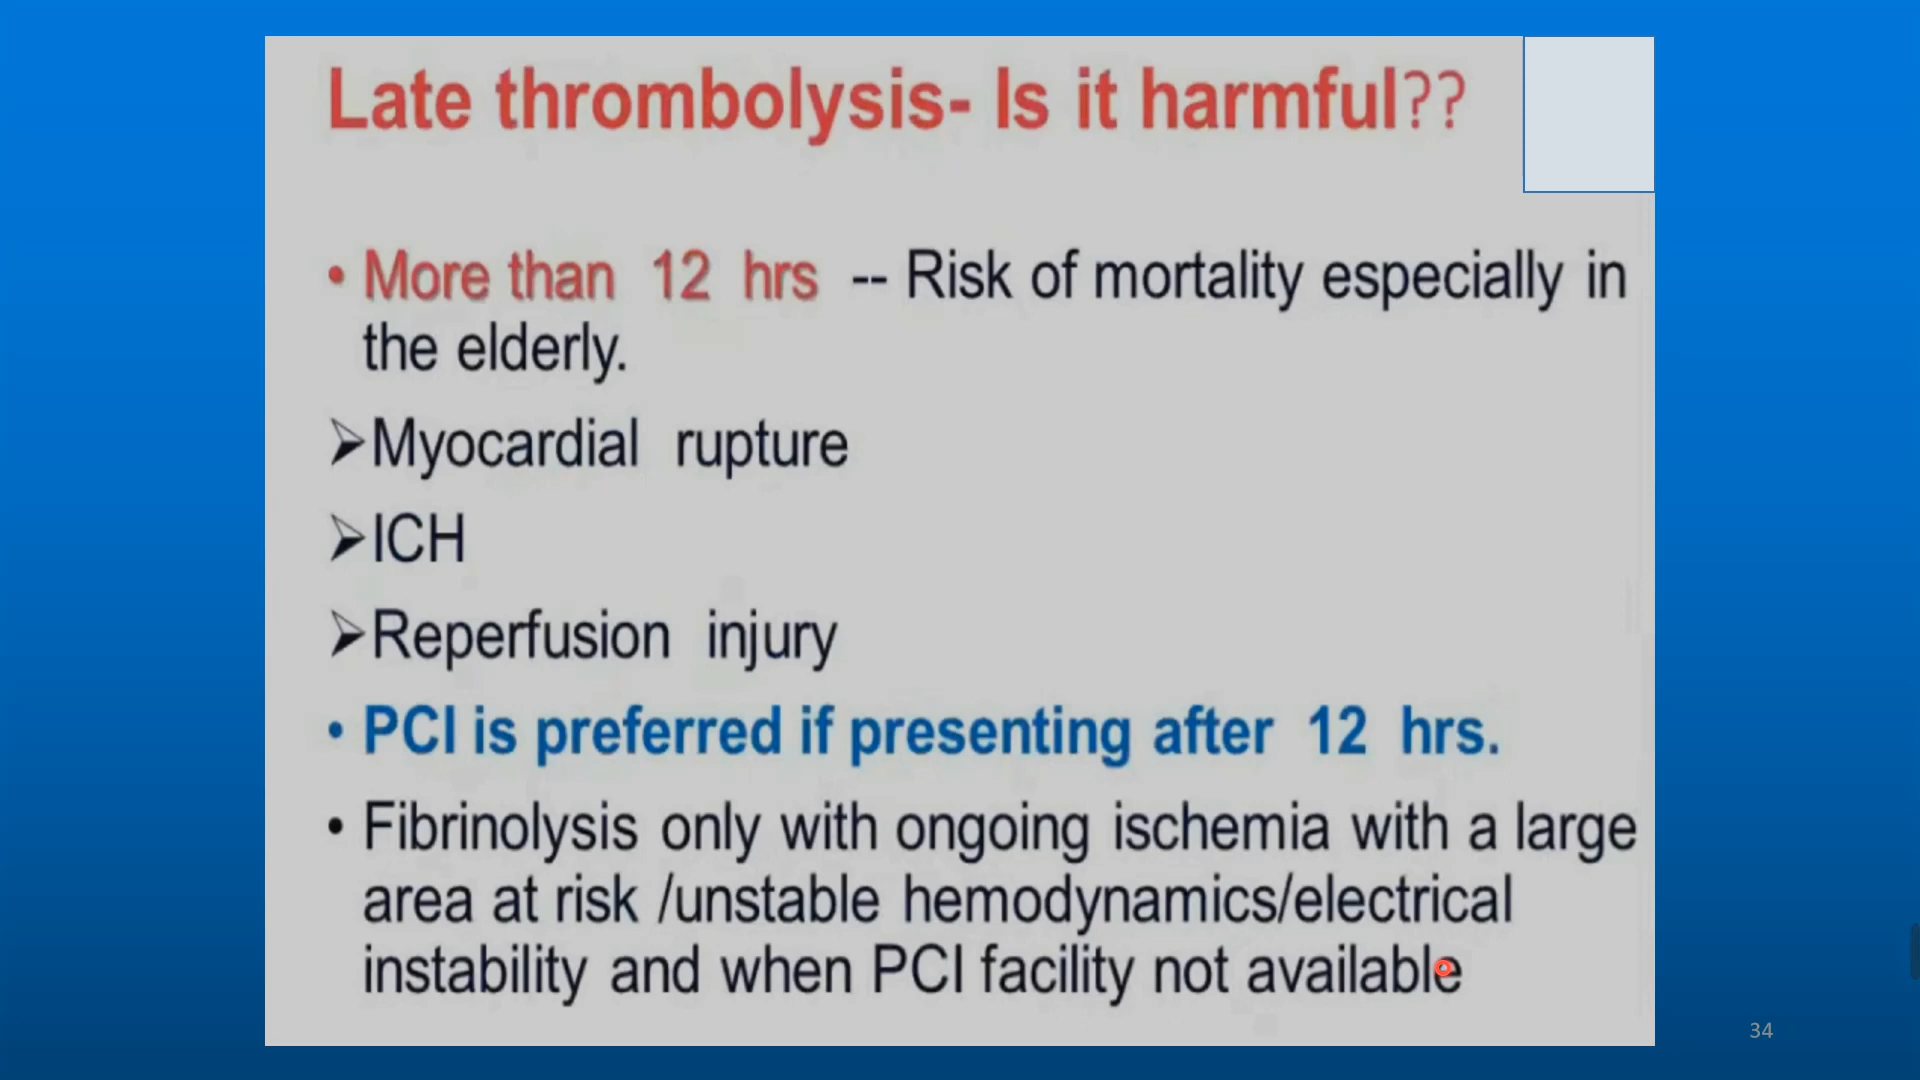 Late thrombolysis- Is it harmful??
• More than 12 hrs -- Risk of mortality especially in
the elderly.
➢Myocardial rupture
➢ICH
➢Reperfusion injury
• PCI is preferred if presenting after 12 hrs.
• Fibrinolysis only with ongoing ischemia with a large
area at risk /unstable hemodynamics/electrical
instability and when PCI facility not available
34